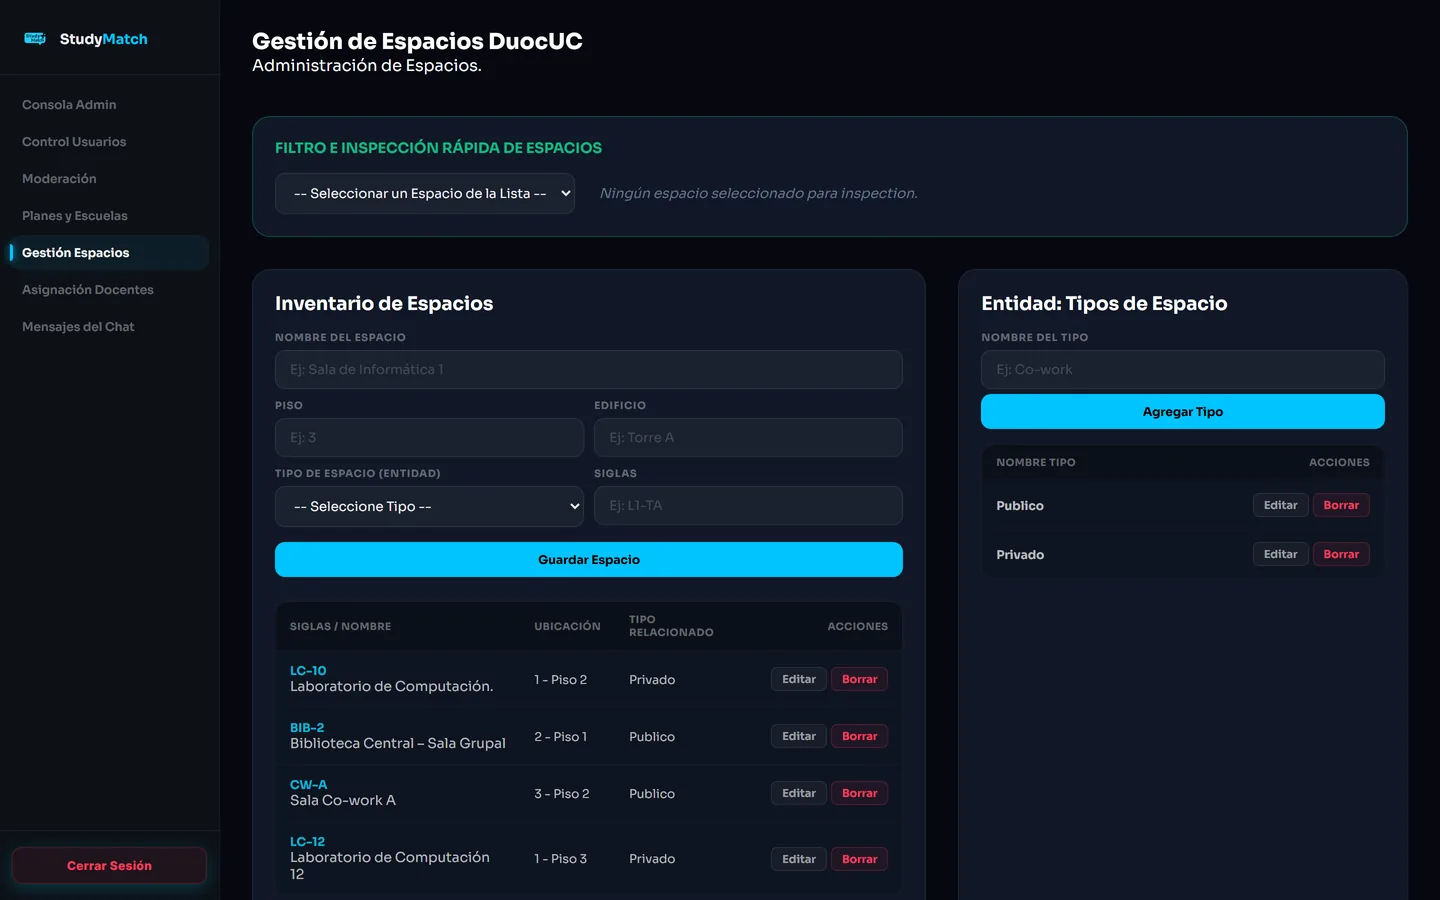 StudyMatch
Consola Admin
Control Usuarios
Moderación
Planes y Escuelas
Gestión Espacios
Asignación Docentes
Mensajes del Chat
Cerrar Sesión
Gestión de Espacios DuocUC
Administración de Espacios.
FILTRO E INSPECCIÓN RÁPIDA DE ESPACIOS
-- Seleccionar un Espacio de la Lista --
Ningún espacio seleccionado para inspection.
Inventario de Espacios
NOMBRE DEL ESPACIO
Ej: Sala de Informática 1
PISO
EDIFICIO
Ej: 3
Ej: Torre A
TIPO DE ESPACIO (ENTIDAD)
SIGLAS
-- Seleccione Tipo --
Ej: L1-TA
Guardar Espacio
SIGLAS / NOMBRE
UBICACIÓN
TIPO
RELACIONADO
ACCIONES
LC-10
Laboratorio de Computación.
1 - Piso 2
Privado
Editar
Borrar
BIB-2
Biblioteca Central – Sala Grupal
2 - Piso 1
Publico
Editar
Borrar
CW-A
Sala Co-work A
3 - Piso 2
Publico
Editar
Borrar
LC-12
Laboratorio de Computación
12
1 - Piso 3
Privado
Editar
Borrar
Entidad: Tipos de Espacio
NOMBRE DEL TIPO
Ej: Co-work
Agregar Tipo
NOMBRE TIPO
ACCIONES
Publico
Editar
Borrar
Privado
Editar
Borrar